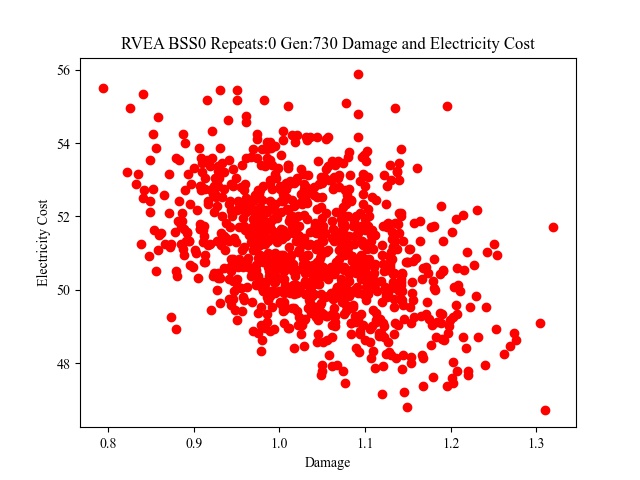 RVEA BSS0 Repeats:0 Gen:730 Damage and Electricity Cost
56
54
52
50
48
Electricity Cost
0.8 0.9 1.0 1.1 1.2 1.3
Damage